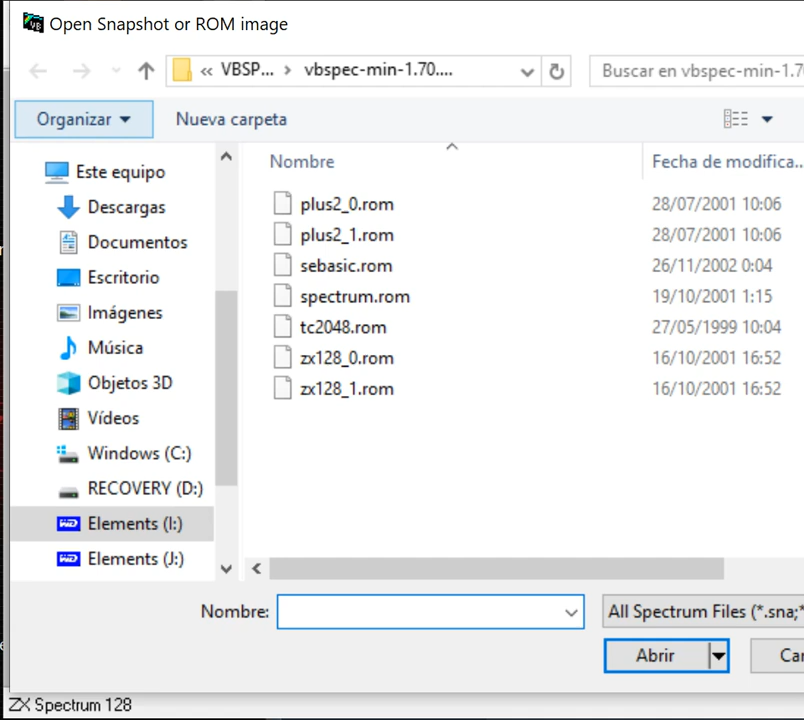 Open Snapshot or ROM image
« VBSP... › vbspec-min-1.70....
Buscar en vbspec-min-1.7
Organizar
Nueva carpeta
Nombre
Fecha de modifica...
Este equipo
Descargas
Documentos
Escritorio
Imágenes
Música
Objetos 3D
Vídeos
Windows (C:)
RECOVERY (D:)
Elements (I:)
Elements (J:)
plus2_0.rom 28/07/2001 10:06
plus2_1.rom 28/07/2001 10:06
sebasic.rom 26/11/2002 0:04
spectrum.rom 19/10/2001 1:15
tc2048.rom 27/05/1999 10:04
zx128_0.rom 16/10/2001 16:52
zx128_1.rom 16/10/2001 16:52
Nombre:
All Spectrum Files (*.sna;*
Abrir
Can
ZX Spectrum 128